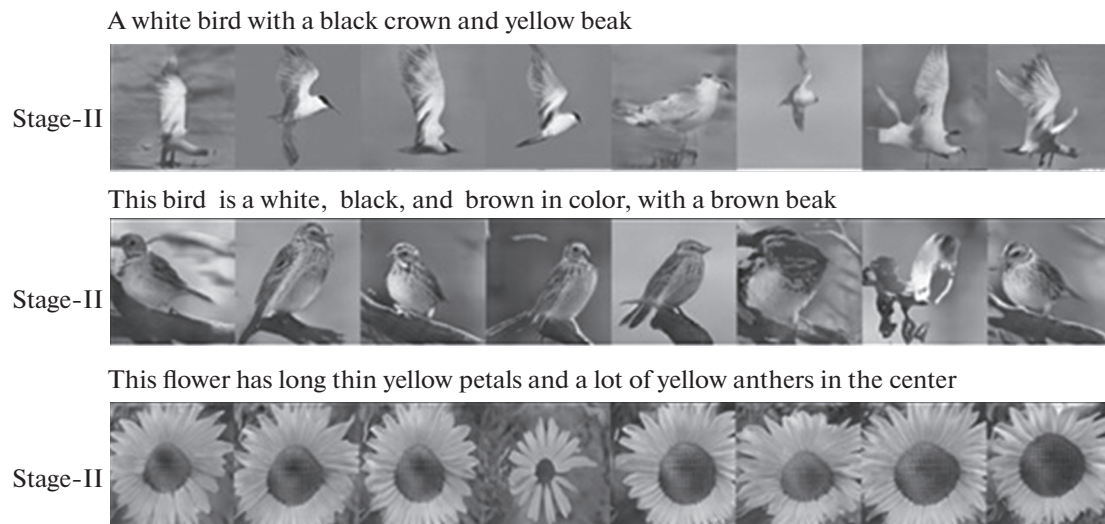 A white bird with a black crown and yellow beak
Stage-II
This bird is a white, black, and brown in color, with a brown beak
Stage-II
This flower has long thin yellow petals and a lot of yellow anthers in the center
Stage-II